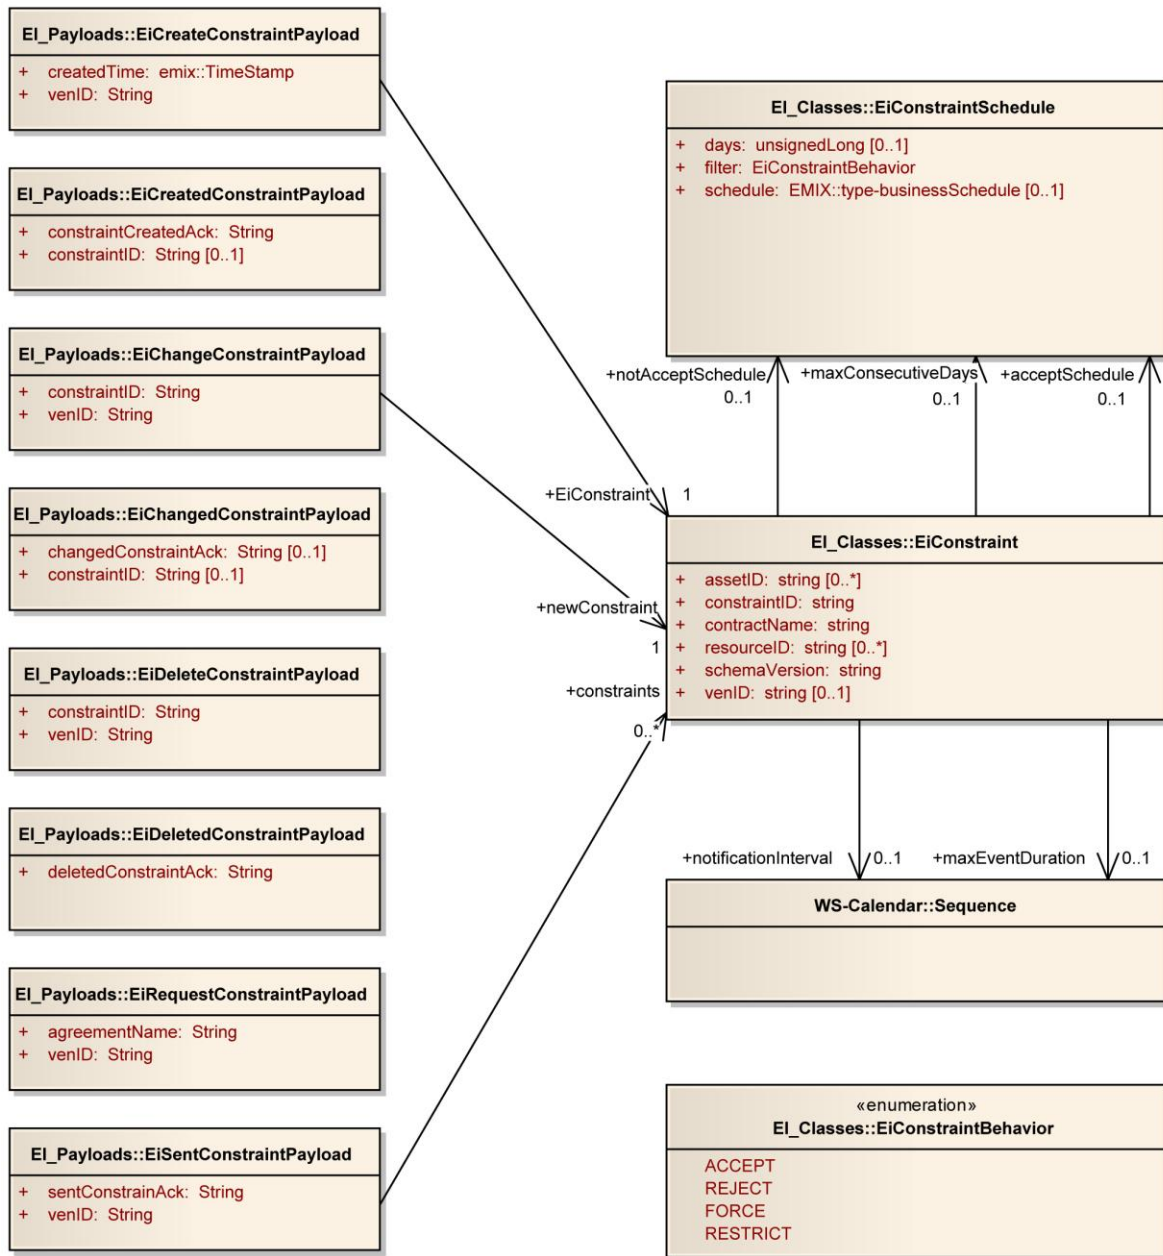 EI_Payloads::EiCreateConstraintPayload
+ createdTime: emix::TimeStamp
+ venID: String
EI_Payloads::EiCreatedConstraintPayload
+ constraintCreatedAck: String
+ constraintID: String [0..1]
EI_Payloads::EiChangeConstraintPayload
+ constraintID: String
+ venID: String
EI_Payloads::EiChangedConstraintPayload
+ changedConstraintAck: String [0..1]
+ constraintID: String [0..1]
EI_Payloads::EiDeleteConstraintPayload
+ constraintID: String
+ venID: String
EI_Payloads::EiDeletedConstraintPayload
+ deletedConstraintAck: String
EI_Payloads::EiRequestConstraintPayload
+ agreementName: String
+ venID: String
EI_Payloads::EiSentConstraintPayload
+ sentConstrainAck: String
+ venID: String
EI_Classes::EiConstraintSchedule
+ days: unsignedLong [0..1]
+ filter: EiConstraintBehavior
+ schedule: EMIX::type-businessSchedule [0..1]
+notAcceptSchedule
0..1
+maxConsecutiveDays
0..1
+acceptSchedule
0..1
+EiConstraint
1
+newConstraint
1
+constraints
0..*
EI_Classes::EiConstraint
+ assetID: string [0..*]
+ constraintID: string
+ contractName: string
+ resourceID: string [0..*]
+ schemaVersion: string
+ venID: string [0..1]
+notificationInterval
0..1
+maxEventDuration
0..1
WS-Calendar::Sequence
«enumeration»
EI_Classes::EiConstraintBehavior
ACCEPT
REJECT
FORCE
RESTRICT